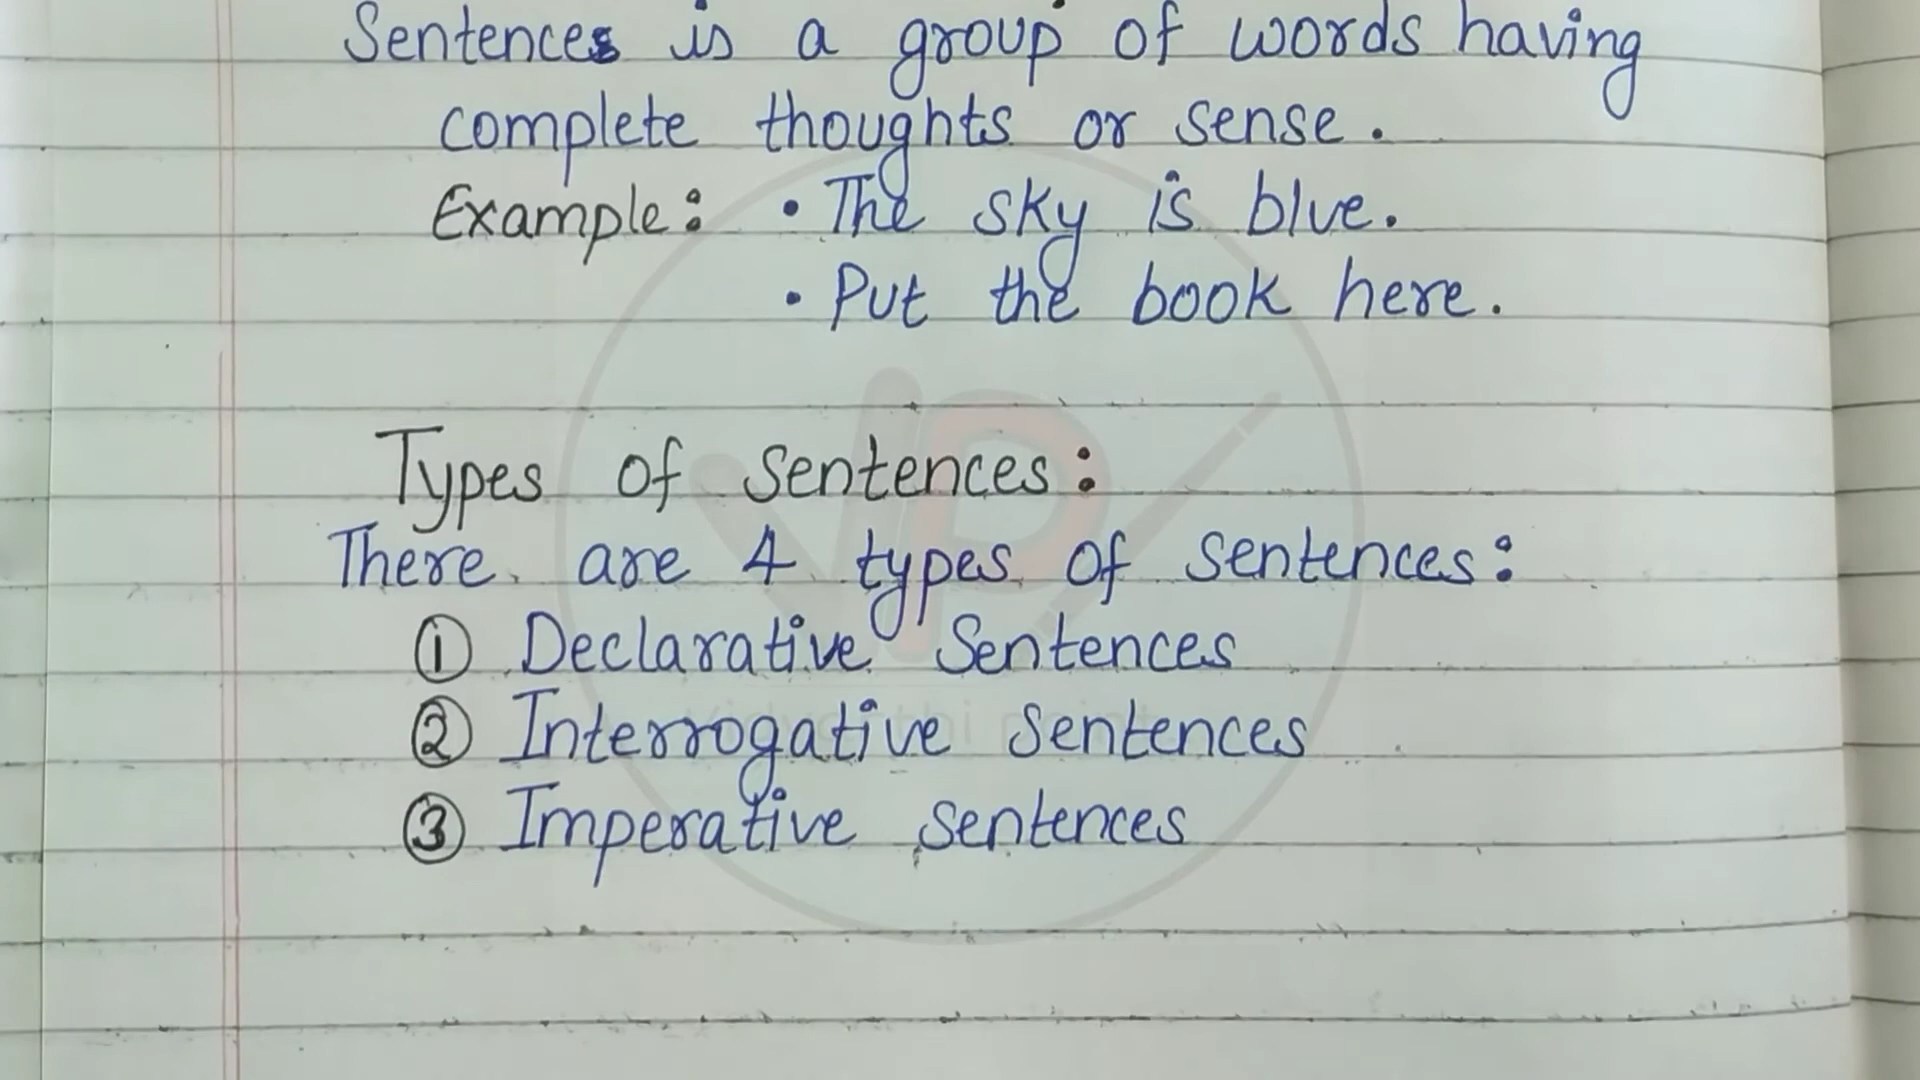 Sentences is a group of words having
complete thoughts or sense.
Example: • The sky is blue.
• Put the book here.
Types of Sentences:
There are 4 types of sentences:
① Declarative Sentences
② Interrogative Sentences
③ Imperative Sentences